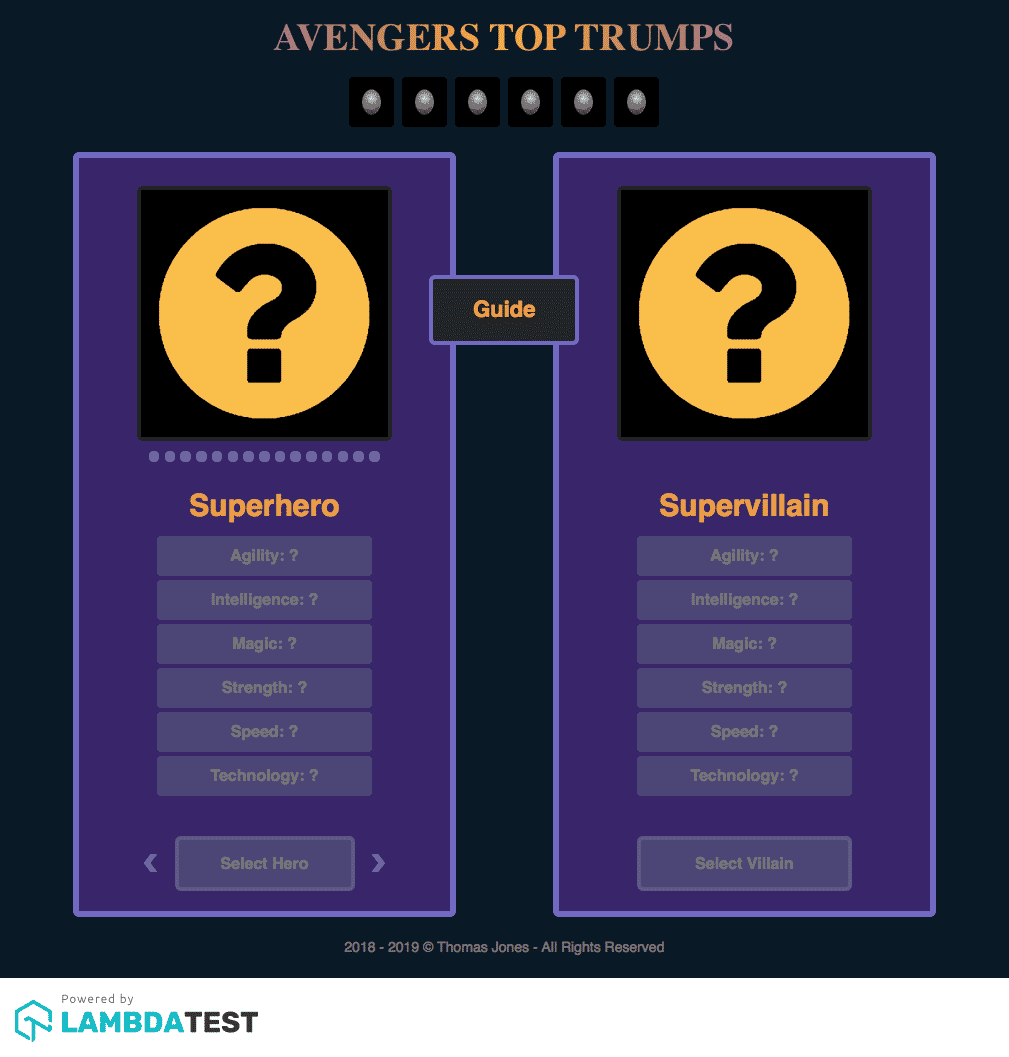 AVENGERS TOP TRUMPS
?
?
Guide
Superhero
Agility: ?
Intelligence: ?
Magic: ?
Strength: ?
Speed: ?
Technology: ?
‹ Select Hero ›
Supervillain
Agility: ?
Intelligence: ?
Magic: ?
Strength: ?
Speed: ?
Technology: ?
Select Villain
2018 - 2019 © Thomas Jones - All Rights Reserved
Powered by
LAMBDATEST